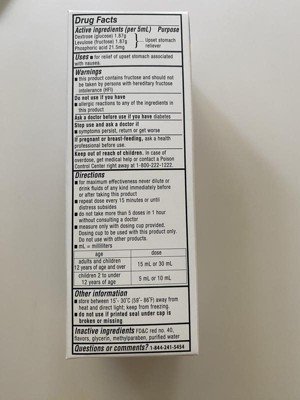 Drug Facts
Active ingredients (per 5mL) Purpose
Dextrose (glucose) 1.87g
Levulose (fructose) 1.87g } ... Upset stomach
Phosphoric acid 21.5mg reliever
Uses ■ for relief of upset stomach associated
with nausea.
Warnings
■ this product contains fructose and should not
be taken by persons with hereditary fructose
intolerance (HFI)
Do not use if you have
■ allergic reactions to any of the ingredients in
this product
Ask a doctor before use if you have diabetes
Stop use and ask a doctor if
■ symptoms persist, return or get worse
If pregnant or breast-feeding, ask a health
professional before use.
Keep out of reach of children. In case of
overdose, get medical help or contact a Poison
Control Center right away at 1-800-222-1222.
Directions
■ for maximum effectiveness never dilute or
drink fluids of any kind immediately before
or after taking this product
■ repeat dose every 15 minutes or until
distress subsides
■ do not take more than 5 doses in 1 hour
without consulting a doctor
■ measure only with dosing cup provided.
Dosing cup to be used with this product only.
Do not use with other products.
■ mL = milliliters
age dose
adults and children
12 years of age and over 15 mL or 30 mL
children 2 to under
12 years of age 5 mL or 10 mL
Other information
■ store between 15°- 30°C (59°- 86°F) away from
heat and direct light; keep from freezing.
■ do not use if printed seal under cap is
broken or missing
Inactive ingredients FD&C red no. 40,
flavors, glycerin, methylparaben, purified water
Questions or comments? 1-844-241-5454